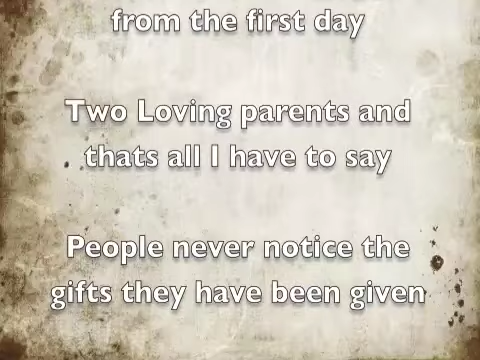 from the first day
Two Loving parents and
thats all I have to say
People never notice the
gifts they have been given